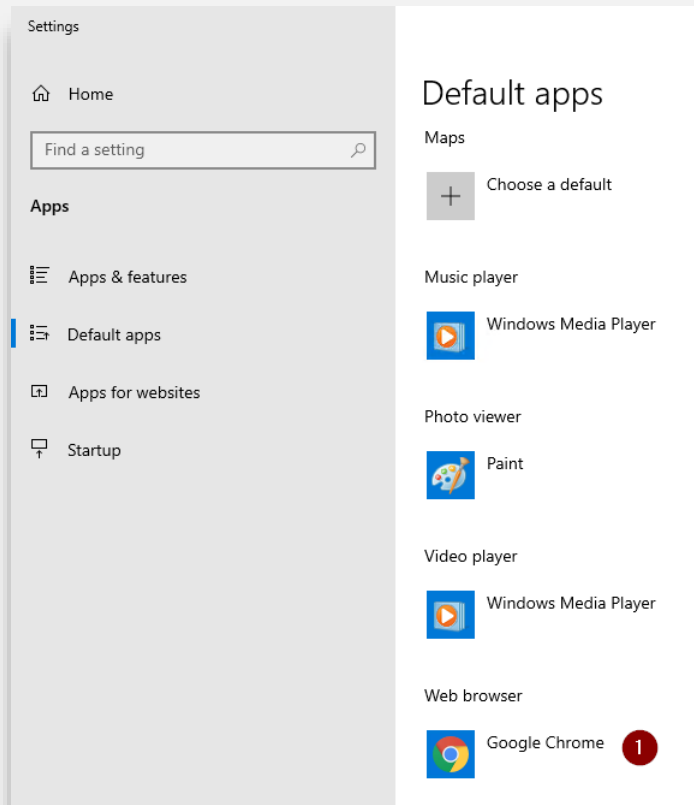 Settings
Home
Find a setting
Apps
Apps & features
Default apps
Apps for websites
Startup
Default apps
Maps
Choose a default
Music player
Windows Media Player
Photo viewer
Paint
Video player
Windows Media Player
Web browser
Google Chrome 1